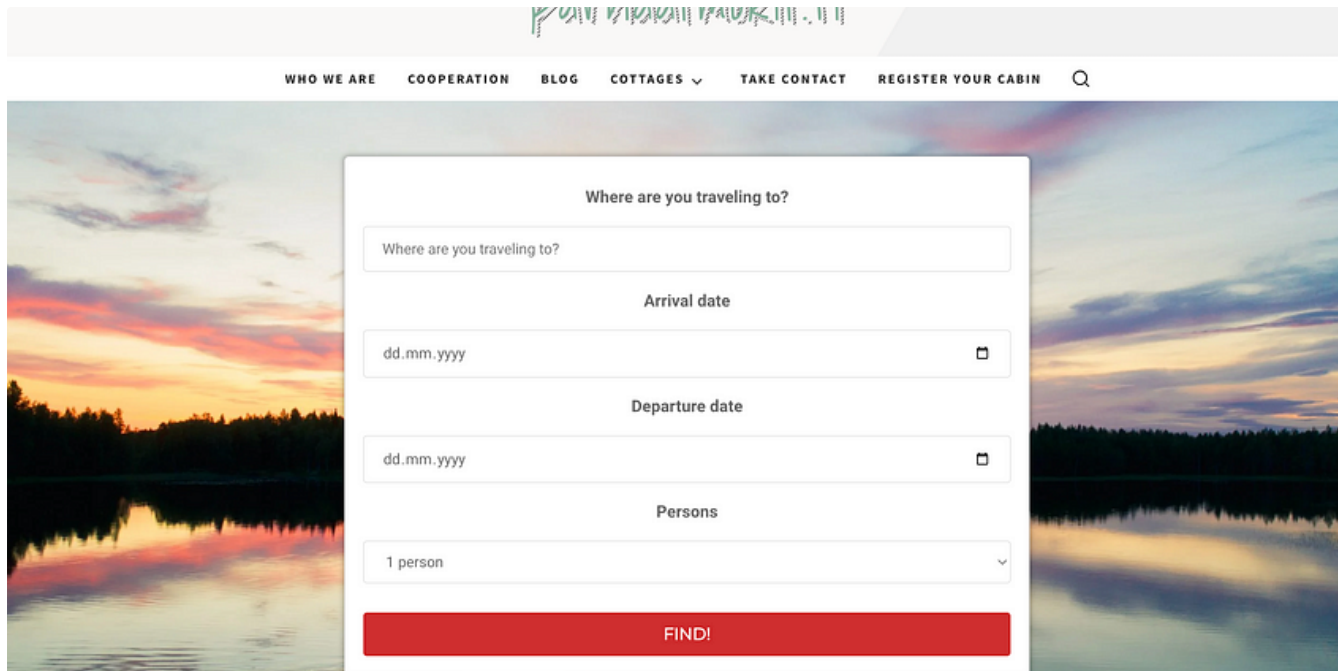 WHO WE ARE COOPERATION BLOG COTTAGES TAKE CONTACT REGISTER YOUR CABIN
Where are you traveling to?
Where are you traveling to?
Arrival date
dd.mm.yyyy
Departure date
dd.mm.yyyy
Persons
1 person
FIND!